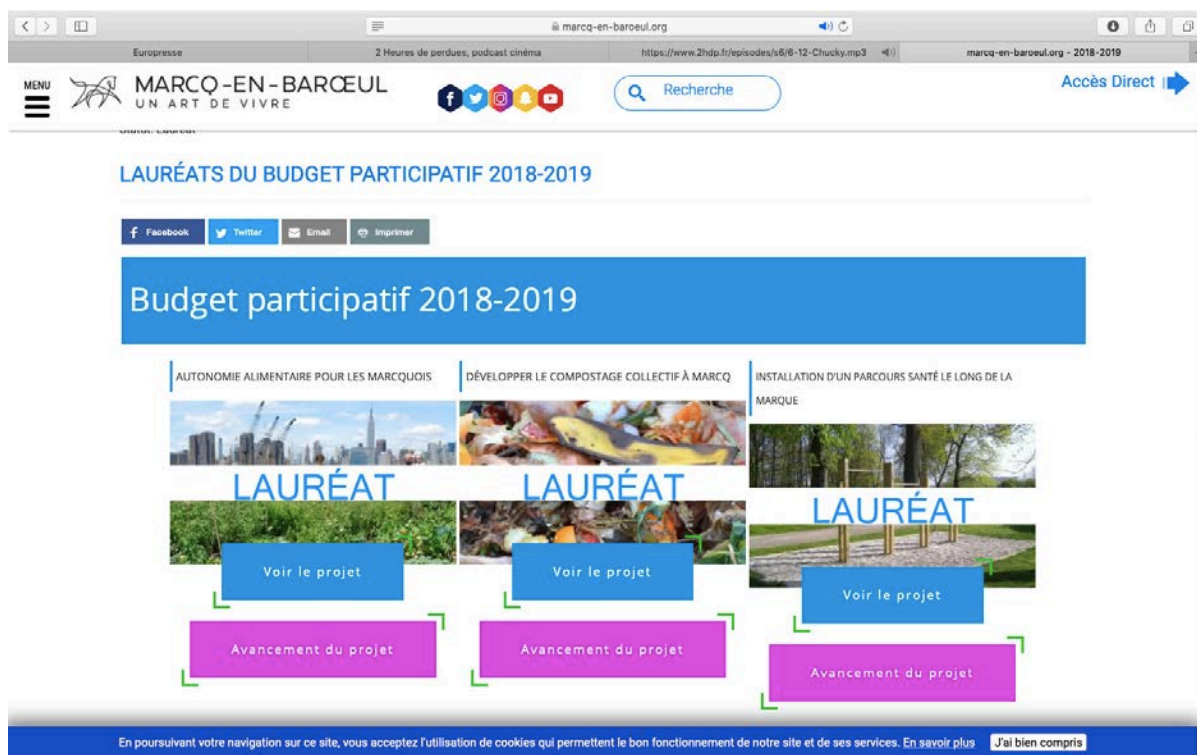 marcq-en-baroeul.org
Europresse
2 Heures de perdues, podcast cinéma
https://www.2hdp.fr/episodes/s6/6-12-Chucky.mp3
marcq-en-baroeul.org - 2018-2019
MENU
MARCQ-EN-BARŒUL
UN ART DE VIVRE
Recherche
Accès Direct
Statut: Lauréat
LAURÉATS DU BUDGET PARTICIPATIF 2018-2019
Facebook
Twitter
Email
Imprimer
Budget participatif 2018-2019
AUTONOMIE ALIMENTAIRE POUR LES MARCQUOIS
LAURÉAT
Voir le projet
Avancement du projet
DÉVELOPPER LE COMPOSTAGE COLLECTIF À MARCQ
LAURÉAT
Voir le projet
Avancement du projet
INSTALLATION D'UN PARCOURS SANTÉ LE LONG DE LA
MARQUE
LAURÉAT
Voir le projet
Avancement du projet
En poursuivant votre navigation sur ce site, vous acceptez l'utilisation de cookies qui permettent le bon fonctionnement de notre site et de ses services. En savoir plus
J'ai bien compris